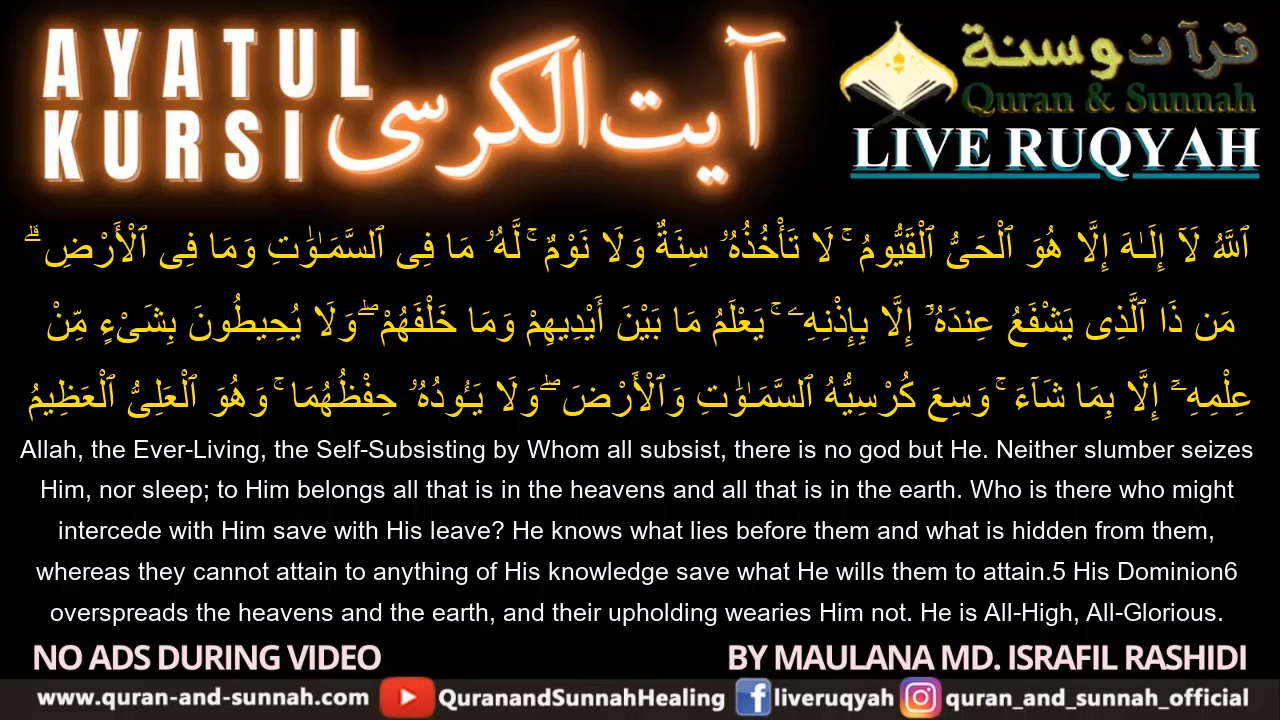 AYATUL
KURSI
آیت الکرسی
قرآن وسنة
Quran & Sunnah
LIVE RUQYAH
ٱللَّهُ لَآ إِلَـٰهَ إِلَّا هُوَ ٱلْحَىُّ ٱلْقَيُّومُ ۚ لَا تَأْخُذُهُۥ سِنَةٌ وَلَا نَوْمٌ ۚ لَّهُۥ مَا فِى ٱلسَّمَـٰوَٰتِ وَمَا فِى ٱلْأَرْضِ ۗ
مَن ذَا ٱلَّذِى يَشْفَعُ عِندَهُۥٓ إِلَّا بِإِذْنِهِۦ ۚ يَعْلَمُ مَا بَيْنَ أَيْدِيهِمْ وَمَا خَلْفَهُمْ ۖ وَلَا يُحِيطُونَ بِشَىْءٍ مِّنْ
عِلْمِهِۦٓ إِلَّا بِمَا شَآءَ ۚ وَسِعَ كُرْسِيُّهُ ٱلسَّمَـٰوَٰتِ وَٱلْأَرْضَ ۖ وَلَا يَـُٔودُهُۥ حِفْظُهُمَا ۚ وَهُوَ ٱلْعَلِىُّ ٱلْعَظِيمُ
Allah, the Ever-Living, the Self-Subsisting by Whom all subsist, there is no god but He. Neither slumber seizes
Him, nor sleep; to Him belongs all that is in the heavens and all that is in the earth. Who is there who might
intercede with Him save with His leave? He knows what lies before them and what is hidden from them,
whereas they cannot attain to anything of His knowledge save what He wills them to attain.5 His Dominion6
overspreads the heavens and the earth, and their upholding wearies Him not. He is All-High, All-Glorious.
NO ADS DURING VIDEO
BY MAULANA MD. ISRAFIL RASHIDI
www.quran-and-sunnah.com QuranandSunnahHealing liveruqyah quran_and_sunnah_official